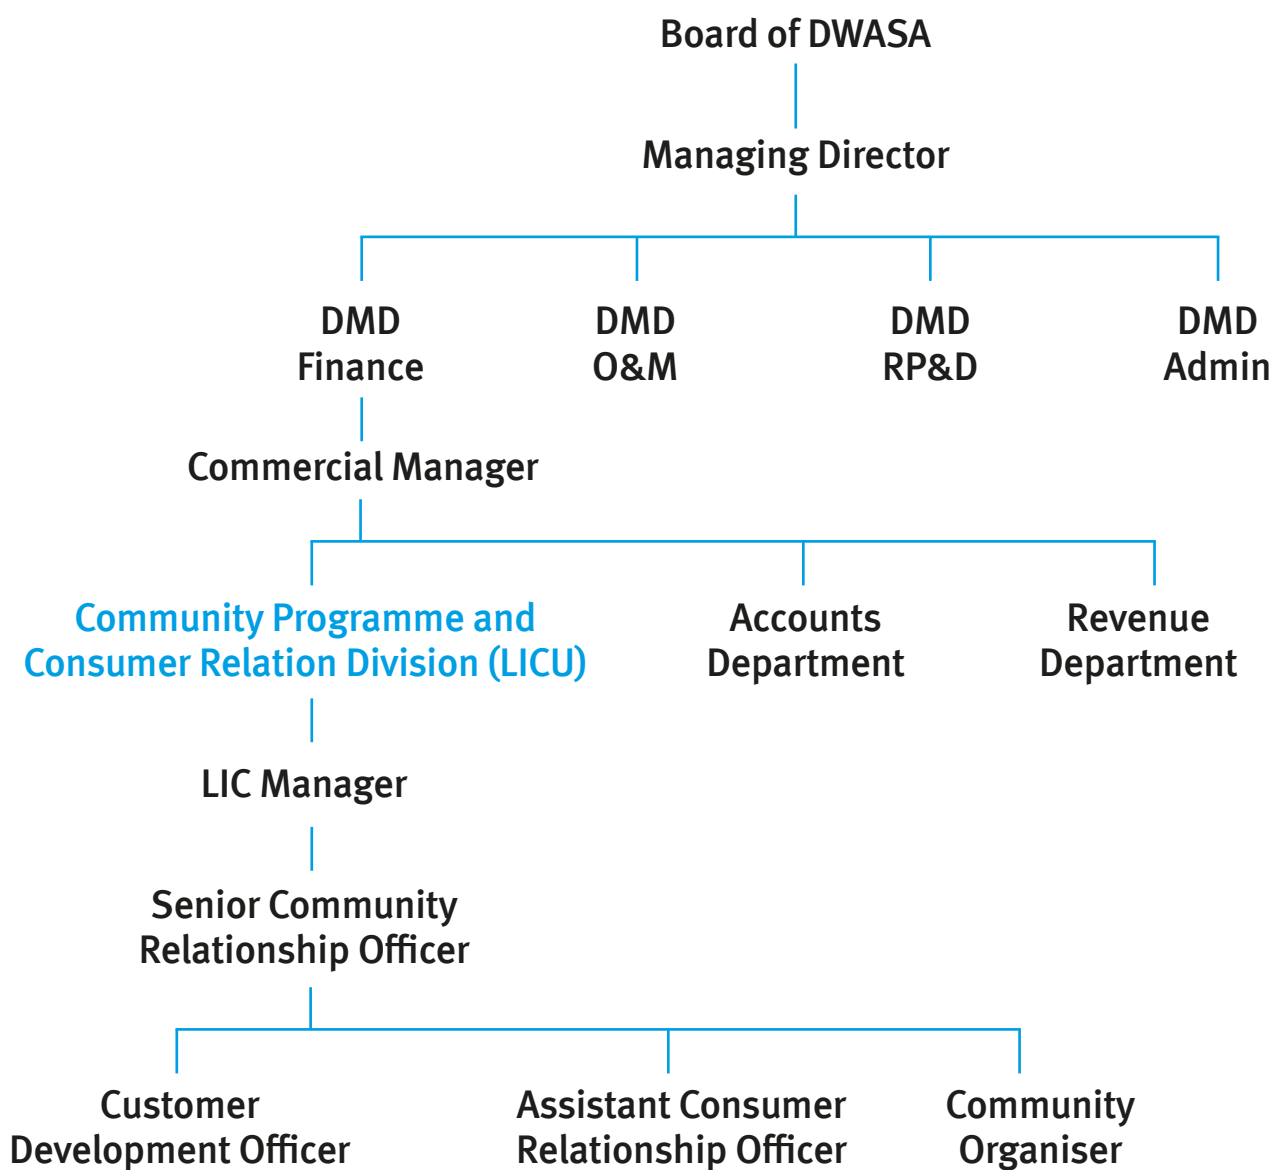 Board of DWASA
Managing Director
DMD
Finance
DMD
O&M
DMD
RP&D
DMD
Admin
Commercial Manager
Community Programme and
Consumer Relation Division (LICU)
Accounts
Department
Revenue
Department
LIC Manager
Senior Community
Relationship Officer
Customer
Development Officer
Assistant Consumer
Relationship Officer
Community
Organiser